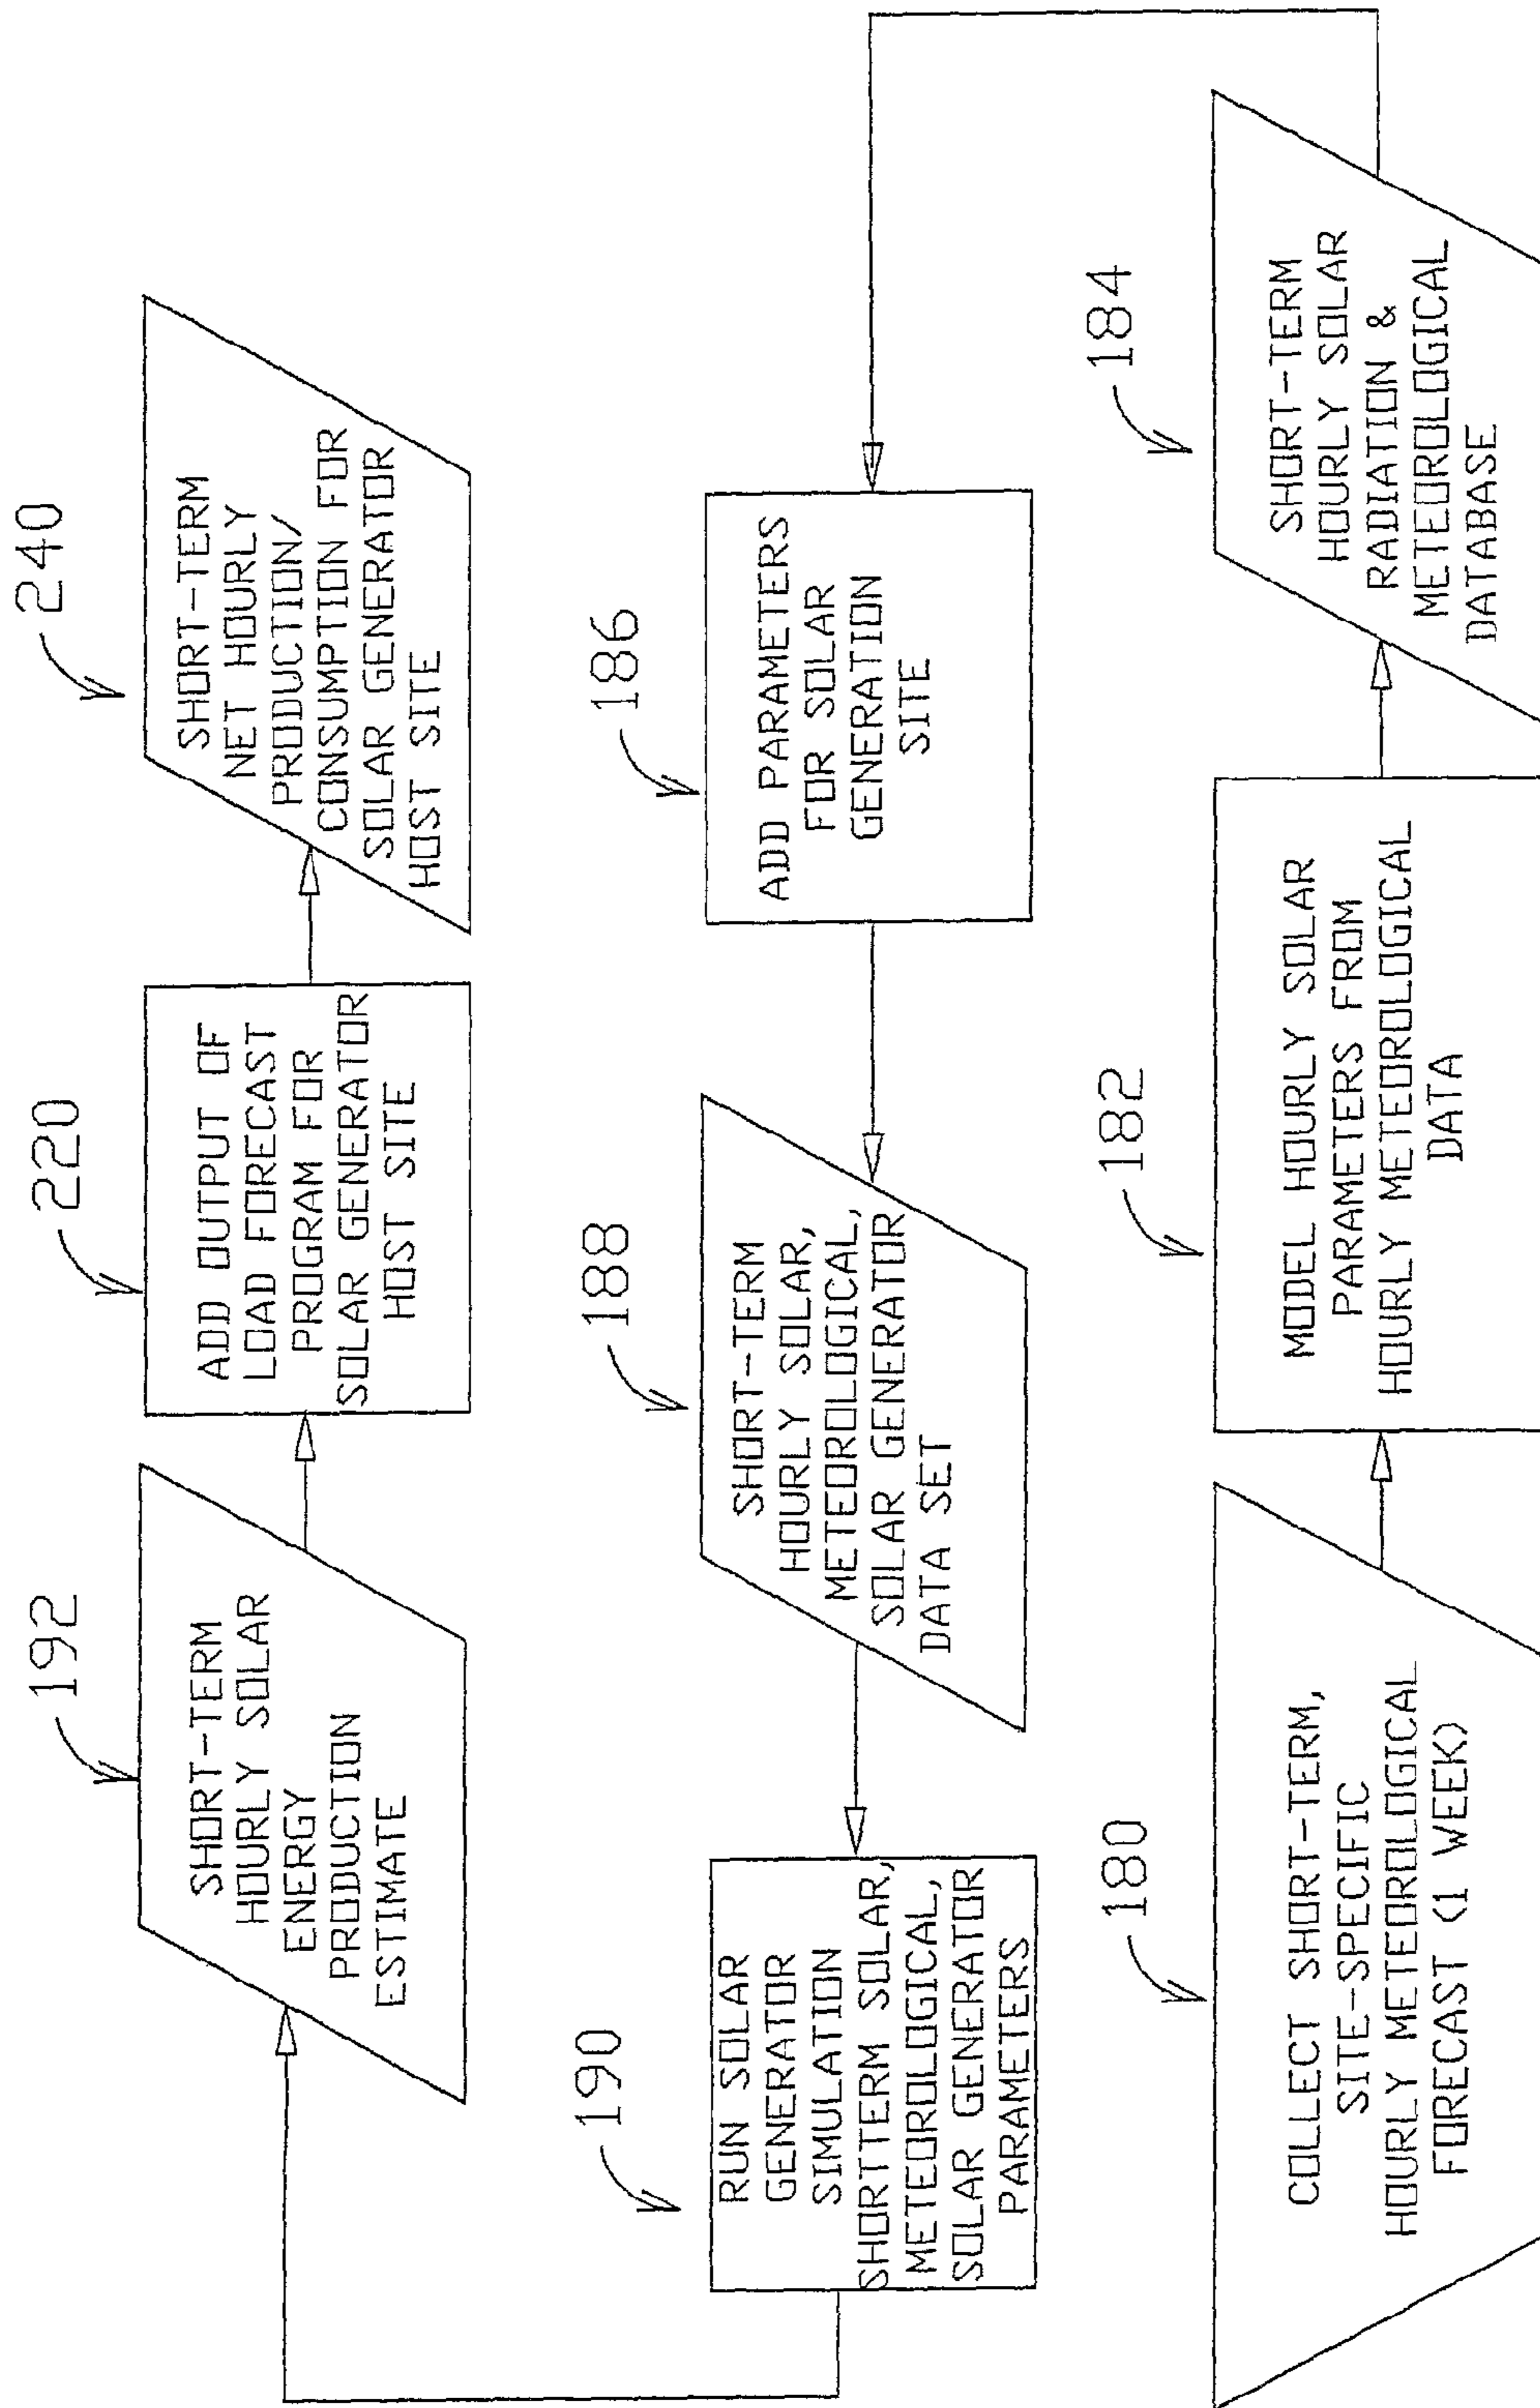 192
SHORT-TERM
HOURLY SOLAR
ENERGY
PRODUCTION
ESTIMATE
220
ADD OUTPUT OF
LOAD FORECAST
PROGRAM FOR
SOLAR GENERATOR
HOST SITE
240
SHORT-TERM
NET HOURLY
PRODUCTION/
CONSUMPTION FOR
SOLAR GENERATOR
HOST SITE
190
RUN SOLAR
GENERATOR
SIMULATION
SHORTTERM SOLAR,
METEOROLOGICAL,
SOLAR GENERATOR
PARAMETERS
188
SHORT-TERM
HOURLY SOLAR,
METEOROLOGICAL,
SOLAR GENERATOR
DATA SET
186
ADD PARAMETERS
FOR SOLAR
GENERATION
SITE
180
COLLECT SHORT-TERM,
SITE-SPECIFIC
HOURLY METEOROLOGICAL
FORECAST (1 WEEK)
182
MODEL HOURLY SOLAR
PARAMETERS FROM
HOURLY METEOROLOGICAL
DATA
184
SHORT-TERM
HOURLY SOLAR
RADIATION &
METEOROLOGICAL
DATABASE